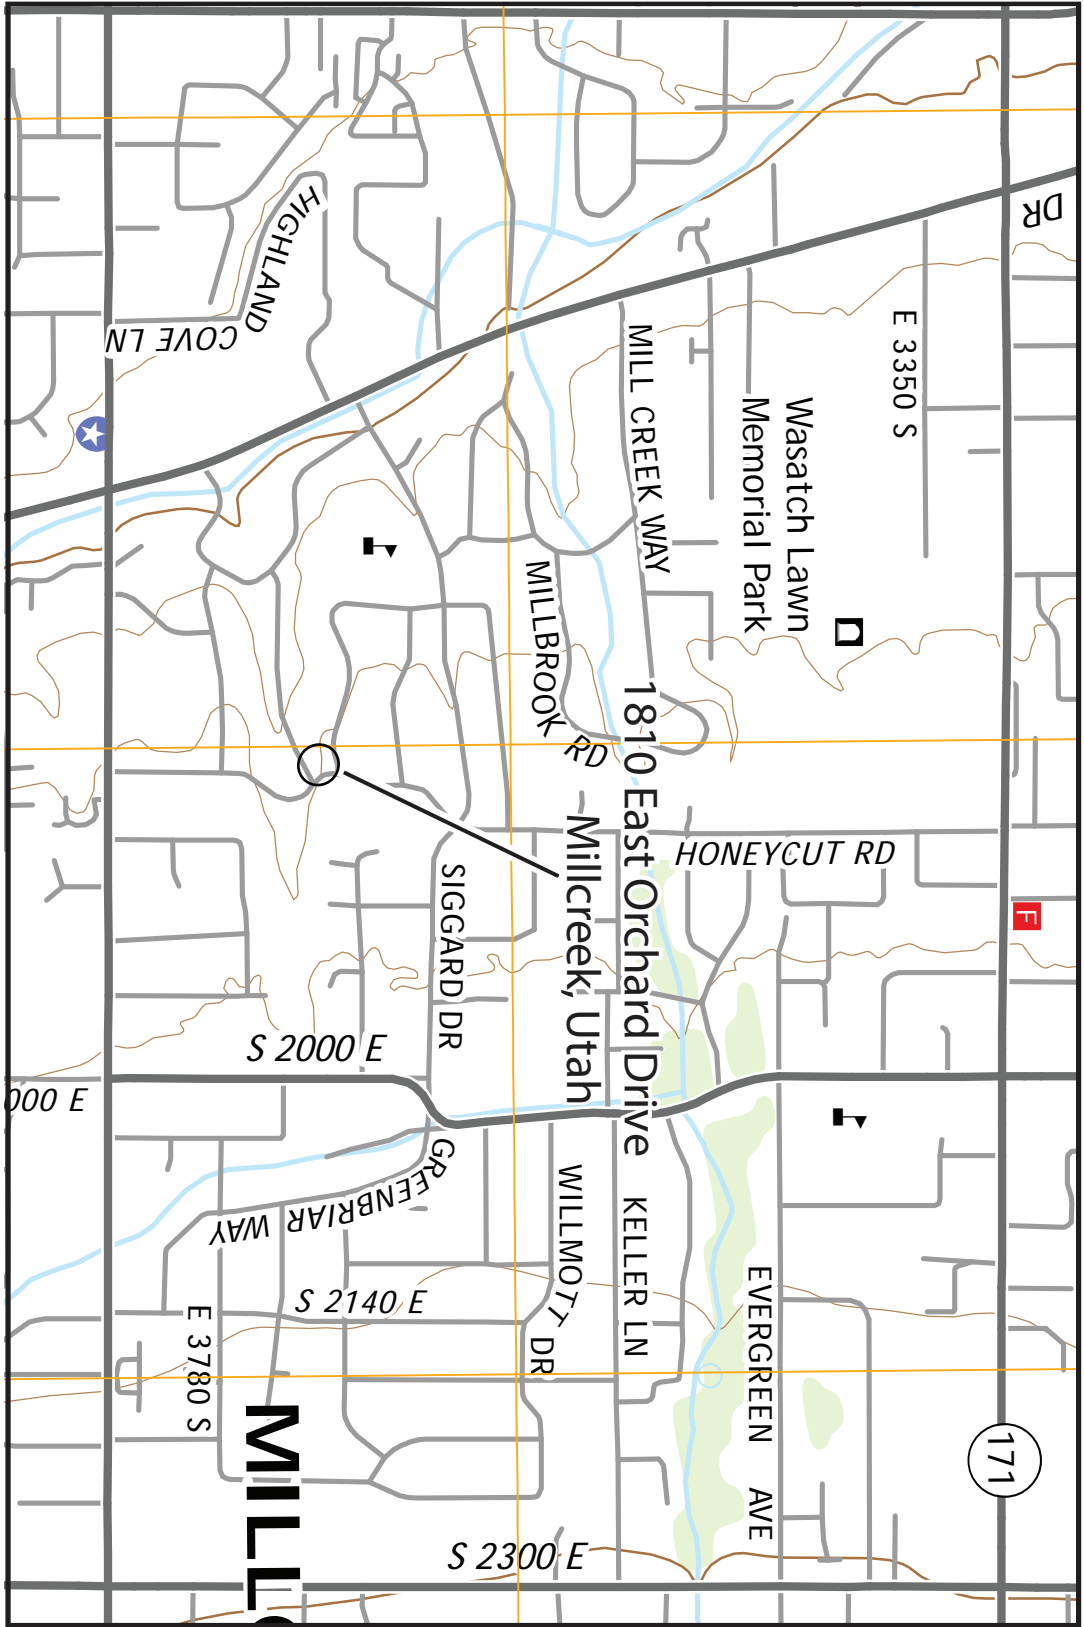 DR
HIGHLAND
COVE LN
E 3350 S
MILL CREEK WAY
Wasatch Lawn
Memorial Park
MILLBROOK RD
1810 East Orchard Drive
Millcreek, Utah
HONEYCUT RD
F
SIGGARD DR
S 2000 E
000 E
GREENBRIAR WAY
WILLMOTT DR
KELLER LN
EVERGREEN AVE
S 2140 E
E 3780 S
171
MILLC
S 2300 E